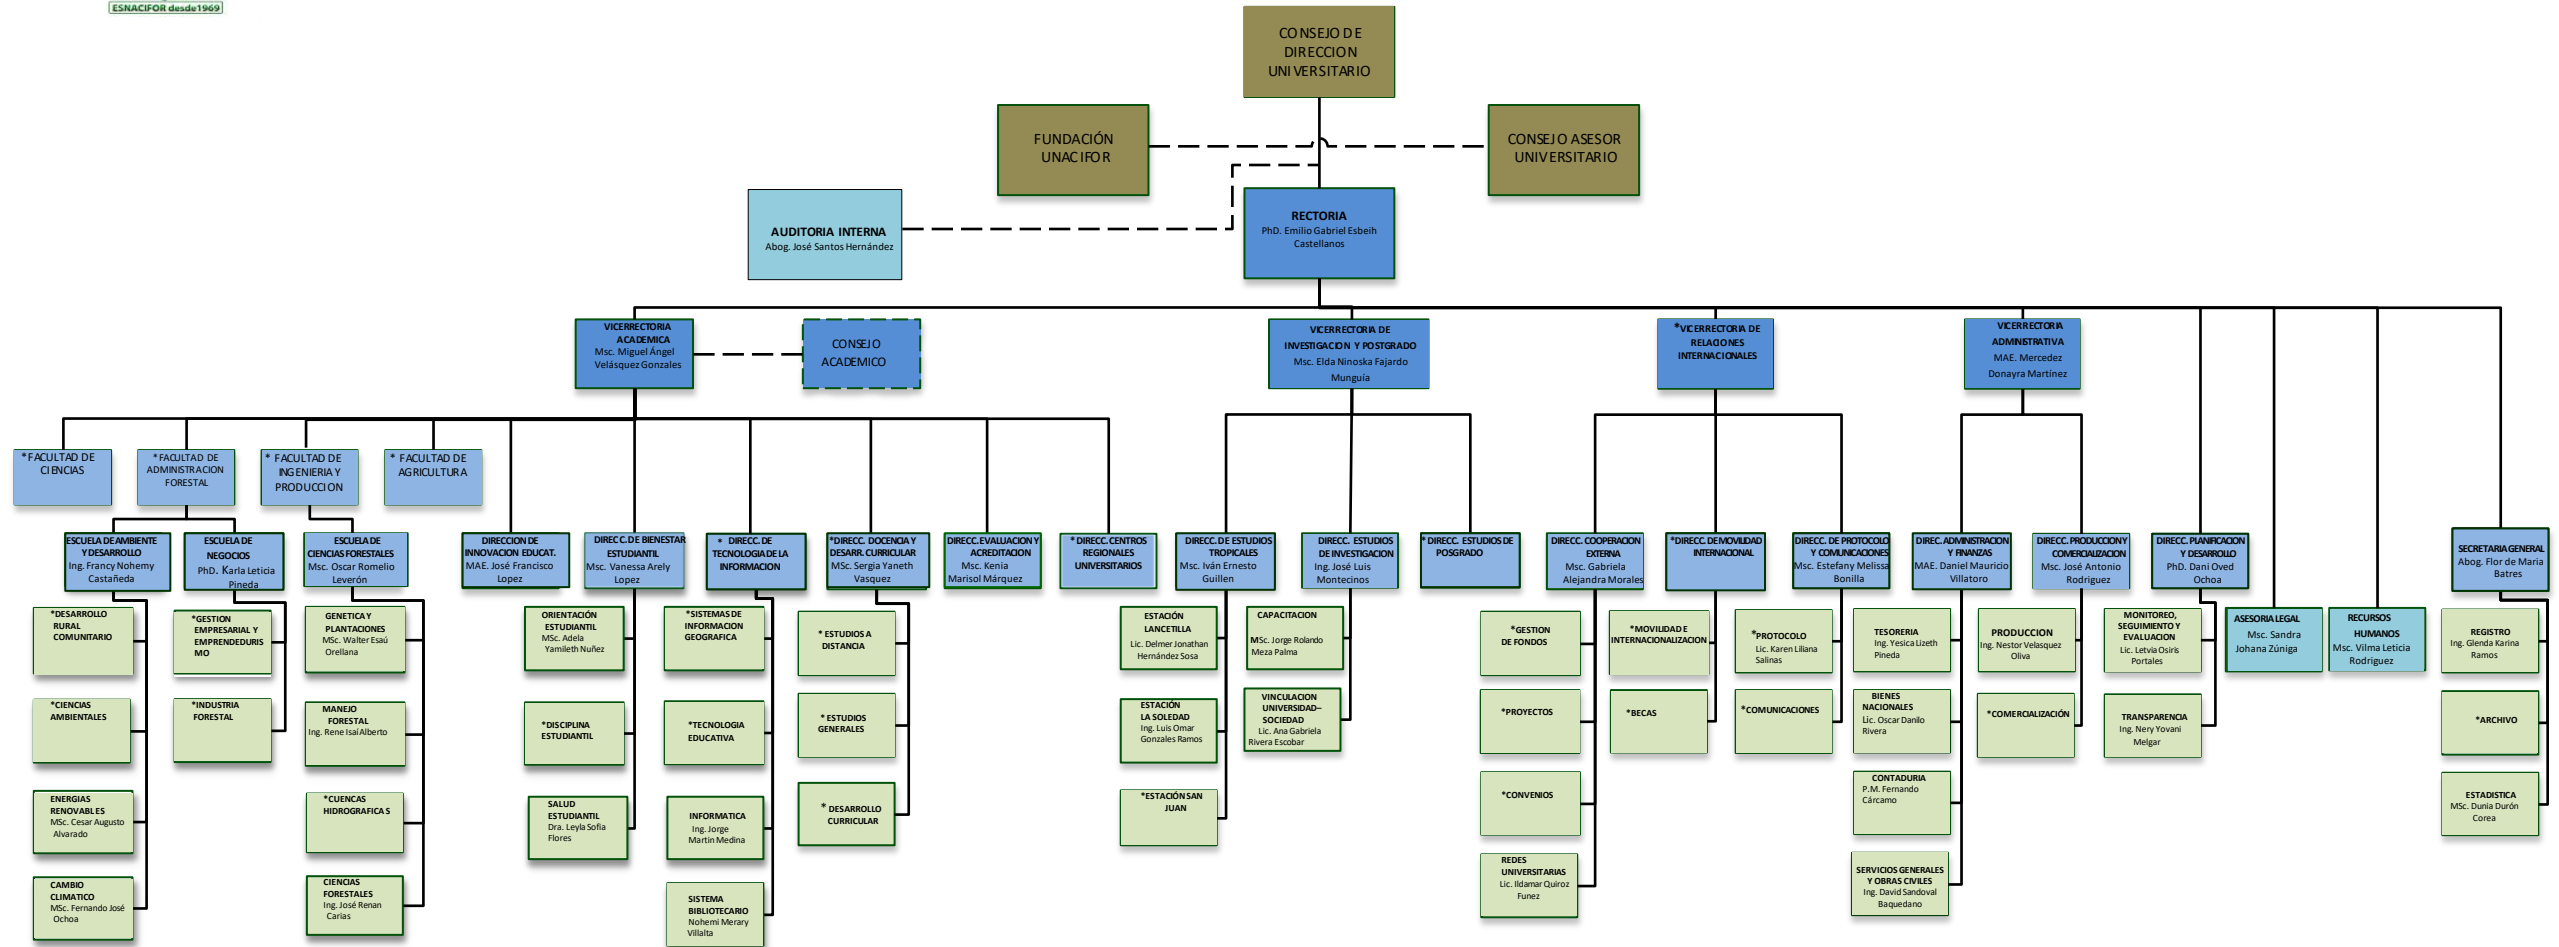 ESNACIFOR desde1969
CONSEJO DE
DIRECCION
UNIVERSITARIO
FUNDACIÓN
UNACIFOR
CONSEJO ASESOR
UNIVERSITARIO
AUDITORIA INTERNA
Abog. José Santos Hernández
RECTORIA
PhD. Emilio Gabriel Esbeih
Castellanos
VICERRECTORIA
ACADEMICA
Msc. Miguel Ángel
Velásquez Gonzales
CONSEJO
ACADEMICO
VICERRECTORIA DE
INVESTIGACION Y POSTGRADO
Msc. Elda Ninoska Fajardo
Munguía
*VICERRECTORIA DE
RELACIONES
INTERNACIONALES
VICERRECTORIA
ADMINISTRATIVA
MAE. Mercedez
Donayra Martínez
*FACULTAD DE
CIENCIAS
*FACULTAD DE
ADMINISTRACION
FORESTAL
* FACULTAD DE
INGENIERIA Y
PRODUCCION
* FACULTAD DE
AGRICULTURA
ESCUELA DE AMBIENTE
Y DESARROLLO
Ing. Francy Nohemy
Castañeda
ESCUELA DE
NEGOCIOS
PhD. Karla Leticia
Pineda
ESCUELA DE
CIENCIAS FORESTALES
Msc. Oscar Romelio
Leverón
DIRECCION DE
INNOVACION EDUCAT.
MAE. José Francisco
Lopez
DIRECC. DE BIENESTAR
ESTUDIANTIL
Msc. Vanessa Arely
Lopez
* DIRECC. DE
TECNOLOGIA DE LA
INFORMACION
*DIRECC. DOCENCIA Y
DESARR. CURRICULAR
MSc. Sergia Yaneth
Vasquez
DIRECC. EVALUACION Y
ACREDITACION
Msc. Kenia
Marisol Márquez
* DIRECC. CENTROS
REGIONALES
UNIVERSITARIOS
DIRECC. DE ESTUDIOS
TROPICALES
Msc. Iván Ernesto
Guillen
DIRECC. ESTUDIOS
DE INVESTIGACION
Ing. José Luis
Montecinos
* DIRECC. ESTUDIOS DE
POSGRADO
DIRECC. COOPERACION
EXTERNA
Msc. Gabriela
Alejandra Morales
*DIRECC. DE MOVILIDAD
INTERNACIONAL
DIRECC. DE PROTOCOLO
Y COMUNICACIONES
Msc. Estefany Melissa
Bonilla
DIREC. ADMINISTRACION
Y FINANZAS
MAE. Daniel Mauricio
Villatoro
DIRECC. PRODUCCION Y
COMERCIALIZACION
Msc. José Antonio
Rodriguez
DIRECC. PLANIFICACION
Y DESARROLLO
PhD. Dani Oved
Ochoa
SECRETARIA GENERAL
Abog. Flor de Maria
Batres
*DESARROLLO
RURAL
COMUNITARIO
*CIENCIAS
AMBIENTALES
ENERGIAS
RENOVABLES
MSc. Cesar Augusto
Alvarado
CAMBIO
CLIMATICO
MSc. Fernando José
Ochoa
*GESTION
EMPRESARIAL Y
EMPRENDEDURIS
MO
*INDUSTRIA
FORESTAL
GENETICA Y
PLANTACIONES
MSc. Walter Esaú
Orellana
MANEJO
FORESTAL
Ing. Rene Isaí Alberto
*CUENCAS
HIDROGRAFICAS
CIENCIAS
FORESTALES
Ing. José Renan
Carias
ORIENTACIÓN
ESTUDIANTIL
MSc. Adela
Yamileth Nuñez
*DISCIPLINA
ESTUDIANTIL
SALUD
ESTUDIANTIL
Dra. Leyla Sofia
Flores
*SISTEMAS DE
INFORMACION
GEOGRAFICA
*TECNOLOGIA
EDUCATIVA
INFORMATICA
Ing. Jorge
Martin Medina
SISTEMA
BIBLIOTECARIO
Nohemi Merary
Villalta
* ESTUDIOS A
DISTANCIA
* ESTUDIOS
GENERALES
* DESARROLLO
CURRICULAR
ESTACIÓN
LANCETILLA
Lic. Delmer Jonathan
Hernández Sosa
ESTACIÓN
LA SOLEDAD
Ing. Luis Omar
Gonzales Ramos
*ESTACIÓN SAN
JUAN
CAPACITACION
MSc. Jorge Rolando
Meza Palma
VINCULACION
UNIVERSIDAD–
SOCIEDAD
Lic. Ana Gabriela
Rivera Escobar
*GESTION
DE FONDOS
*PROYECTOS
*CONVENIOS
REDES
UNIVERSITARIAS
Lic. Ildamar Quiroz
Funez
*MOVILIDAD E
INTERNACIONALIZACION
*BECAS
*PROTOCOLO
Lic. Karen Liliana
Salinas
*COMUNICACIONES
TESORERIA
Ing. Yesica Lizeth
Pineda
BIENES
NACIONALES
Lic. Oscar Danilo
Rivera
CONTADURIA
P.M. Fernando
Cárcamo
SERVICIOS GENERALES
Y OBRAS CIVILES
Ing. David Sandoval
Baquedano
PRODUCCION
Ing. Nestor Velasquez
Oliva
*COMERCIALIZACIÓN
MONITOREO,
SEGUIMIENTO Y
EVALUACION
Lic. Letvia Osiris
Portales
TRANSPARENCIA
Ing. Nery Yovani
Melgar
ASESORIA LEGAL
Msc. Sandra
Johana Zúniga
RECURSOS
HUMANOS
Msc. Vilma Leticia
Rodriguez
REGISTRO
Ing. Glenda Karina
Ramos
*ARCHIVO
ESTADISTICA
MSc. Dunia Durón
Corea